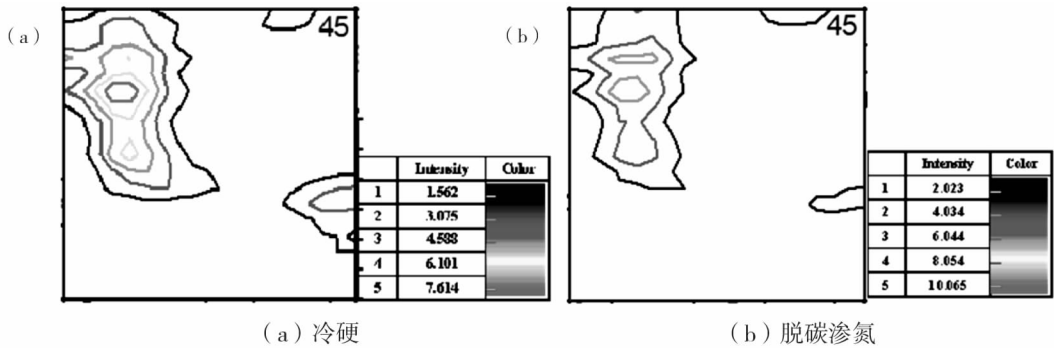 (a)
45
Intensity Color
1 1.562
2 3.075
3 4.588
4 6.101
5 7.614
(a)冷硬
(b)
45
Intensity Color
1 2.023
2 4.034
3 6.044
4 8.054
5 10.065
(b)脱碳渗氮